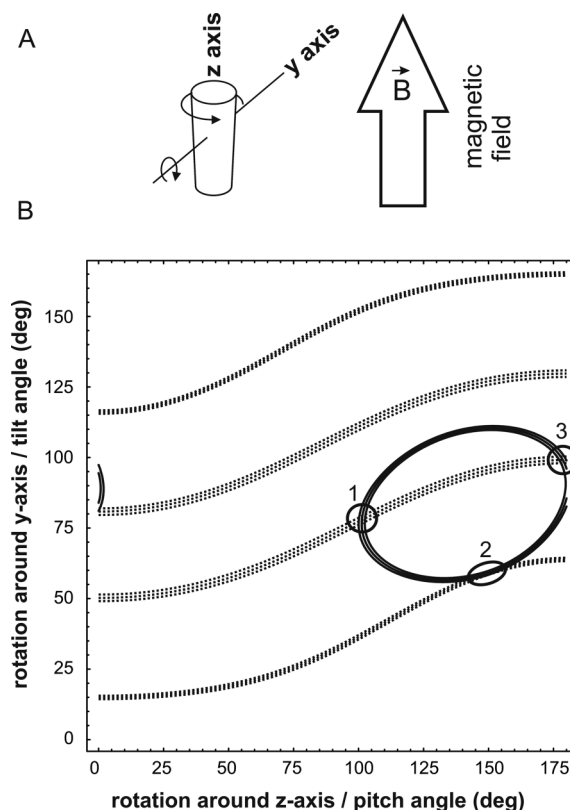 A
z axis
y axis
B
magnetic
field
B
rotation around y-axis / tilt angle (deg)
150
125
100
75
50
25
0
1
2
3
0 25 50 75 100 125 150 180
rotation around z-axis / pitch angle (deg)